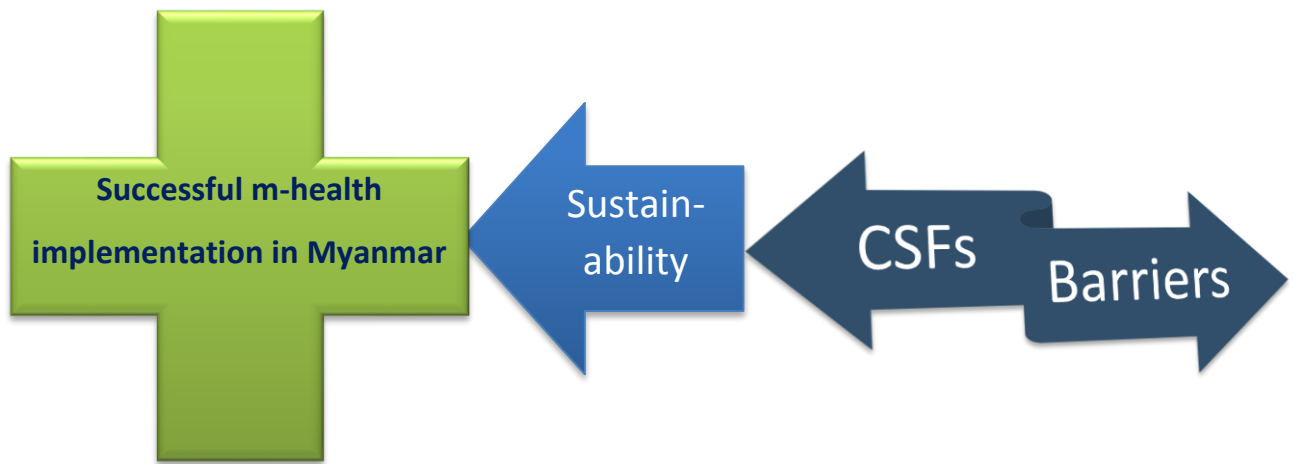 Successful m-health
implementation in Myanmar
Sustain-
ability
CSFs
Barriers